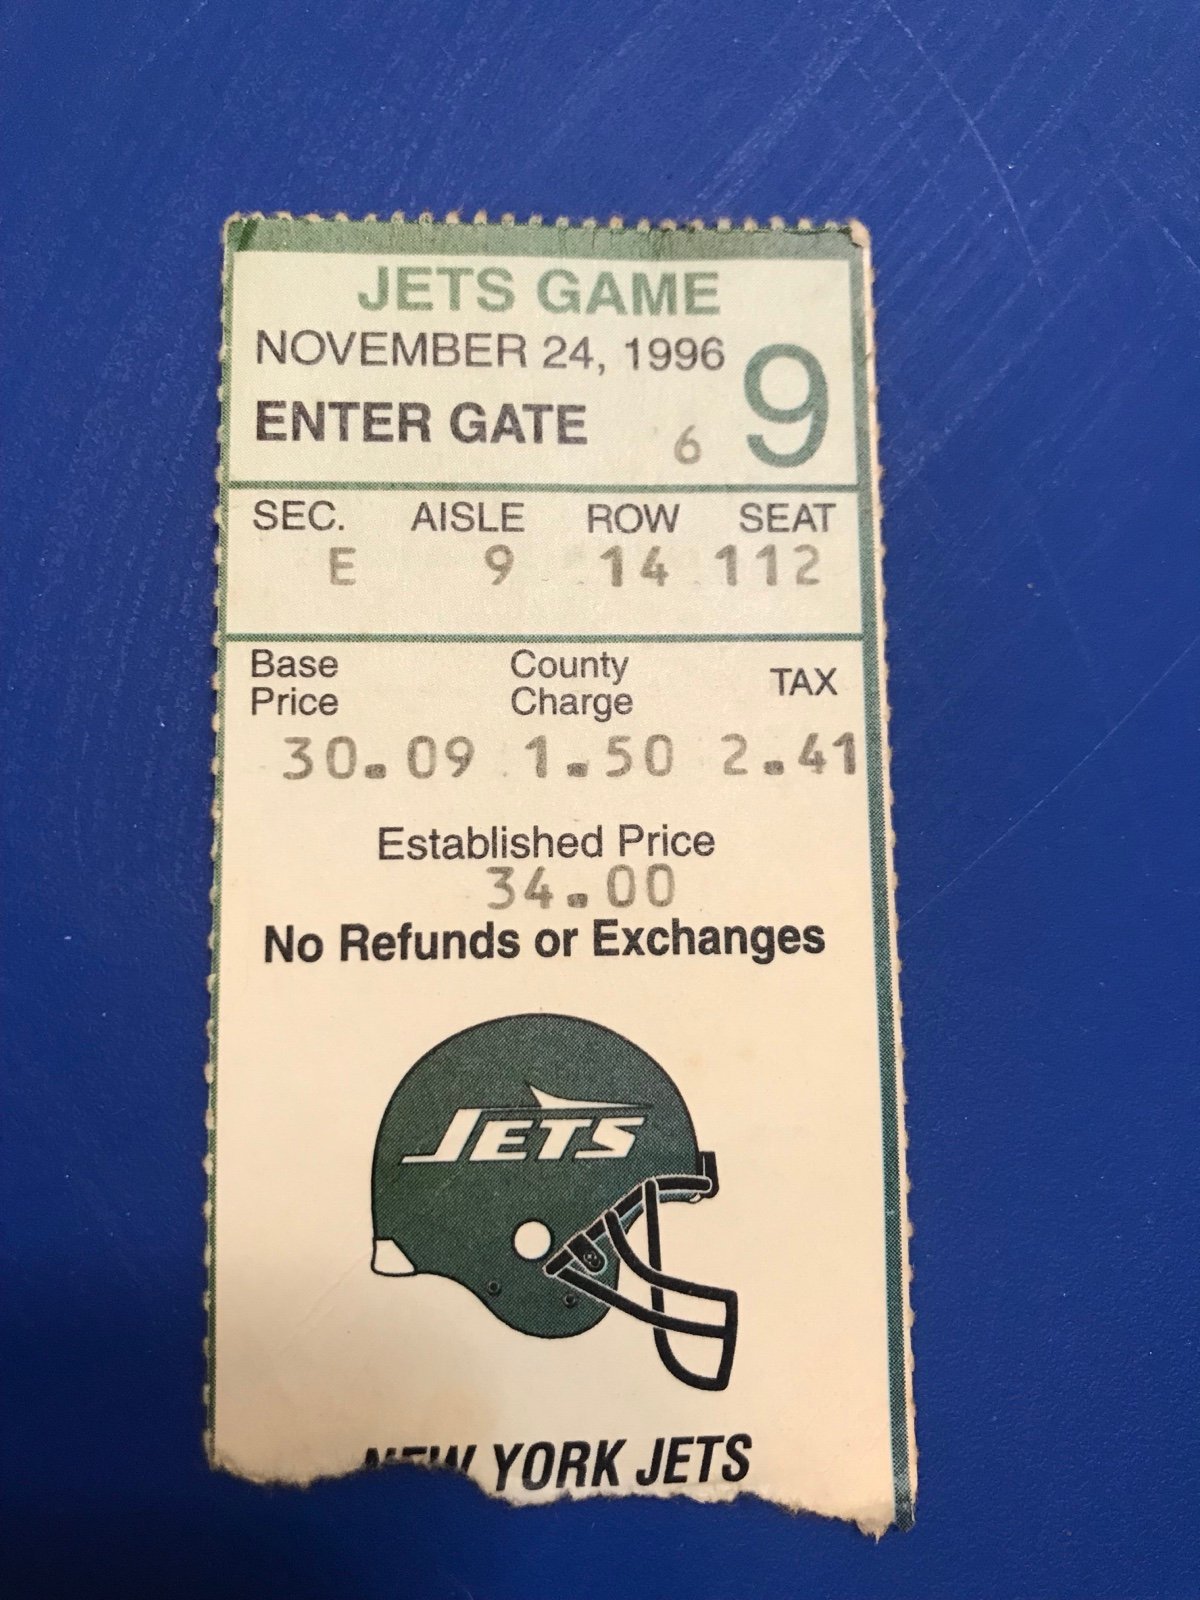 JETS GAME
NOVEMBER 24, 1996
ENTER GATE 6 9
SEC. AISLE ROW SEAT
E 9 14 112
Base Price County Charge TAX
30.09 1.50 2.41
Established Price
34.00
No Refunds or Exchanges
JETS
NEW YORK JETS